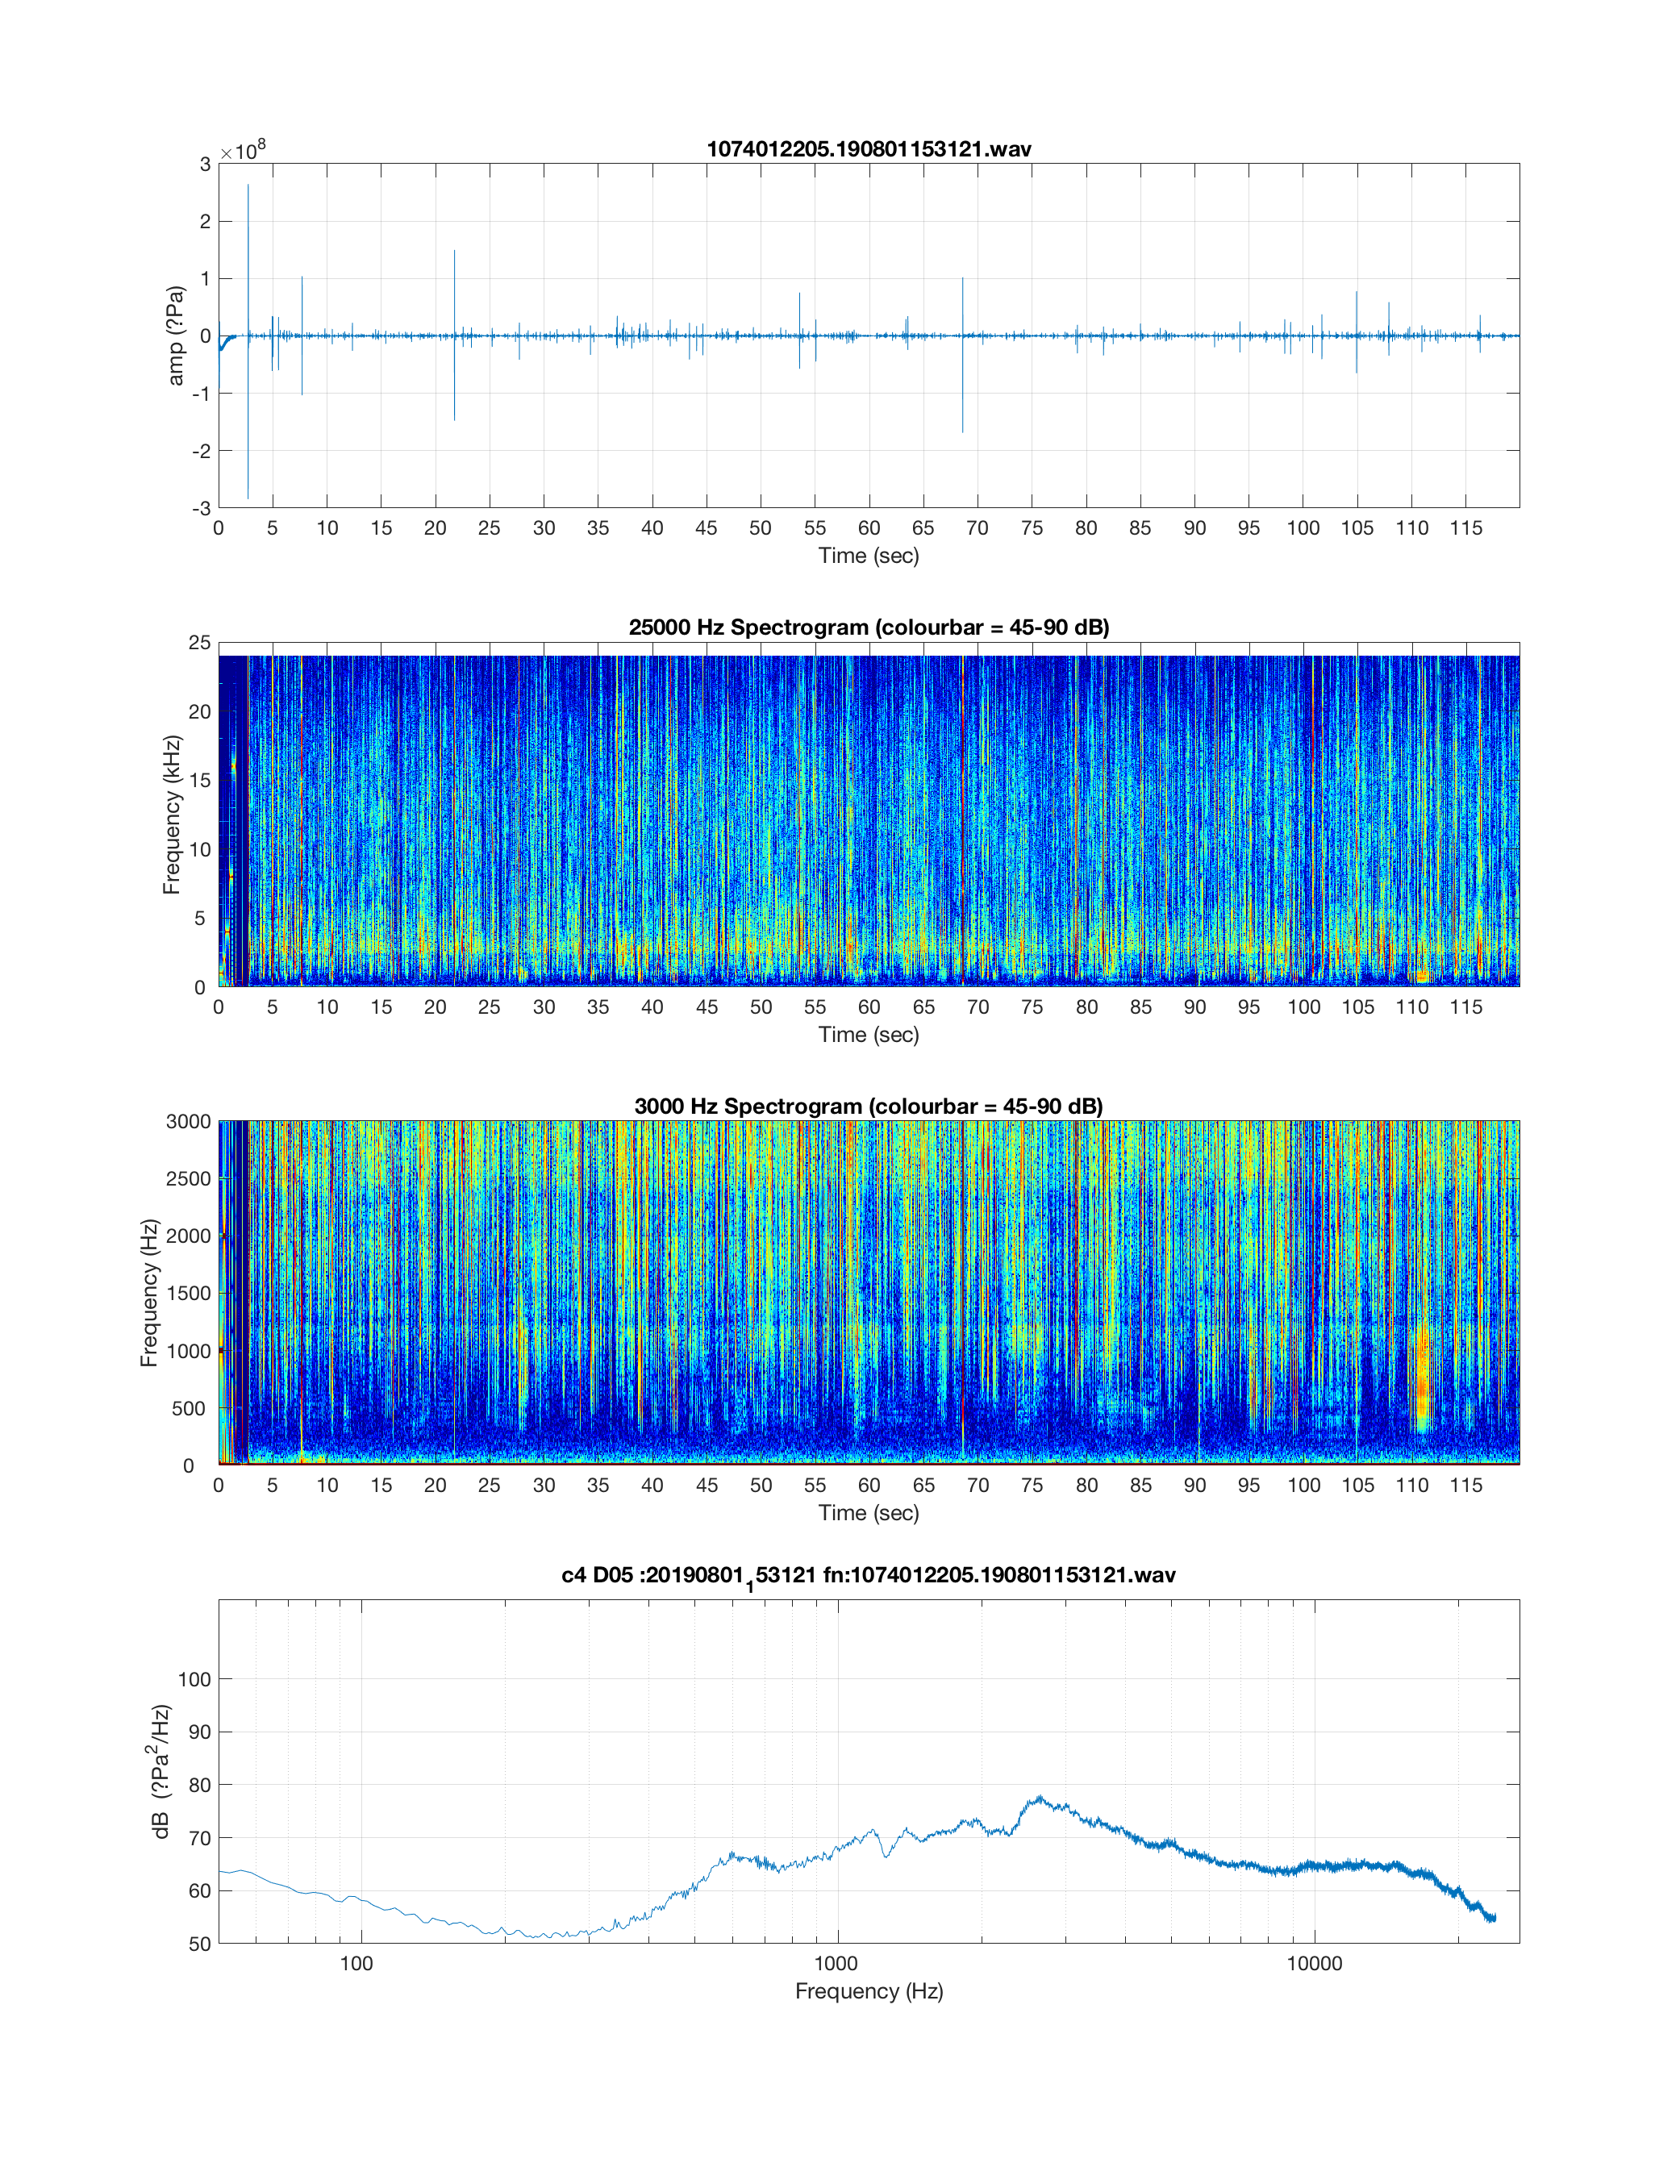 1074012205.190801153121.wav
×10⁸
3
2
1
0
-1
-2
-3
amp (?Pa)
0 5 10 15 20 25 30 35 40 45 50 55 60 65 70 75 80 85 90 95 100 105 110 115
Time (sec)
25000 Hz Spectrogram (colourbar = 45-90 dB)
25
20
15
10
5
0
Frequency (kHz)
0 5 10 15 20 25 30 35 40 45 50 55 60 65 70 75 80 85 90 95 100 105 110 115
Time (sec)
3000 Hz Spectrogram (colourbar = 45-90 dB)
3000
2500
2000
1500
1000
500
0
Frequency (Hz)
0 5 10 15 20 25 30 35 40 45 50 55 60 65 70 75 80 85 90 95 100 105 110 115
Time (sec)
c4 D05 :20190801₁53121 fn:1074012205.190801153121.wav
100
90
80
70
60
50
dB (?Pa²/Hz)
100 1000 10000
Frequency (Hz)